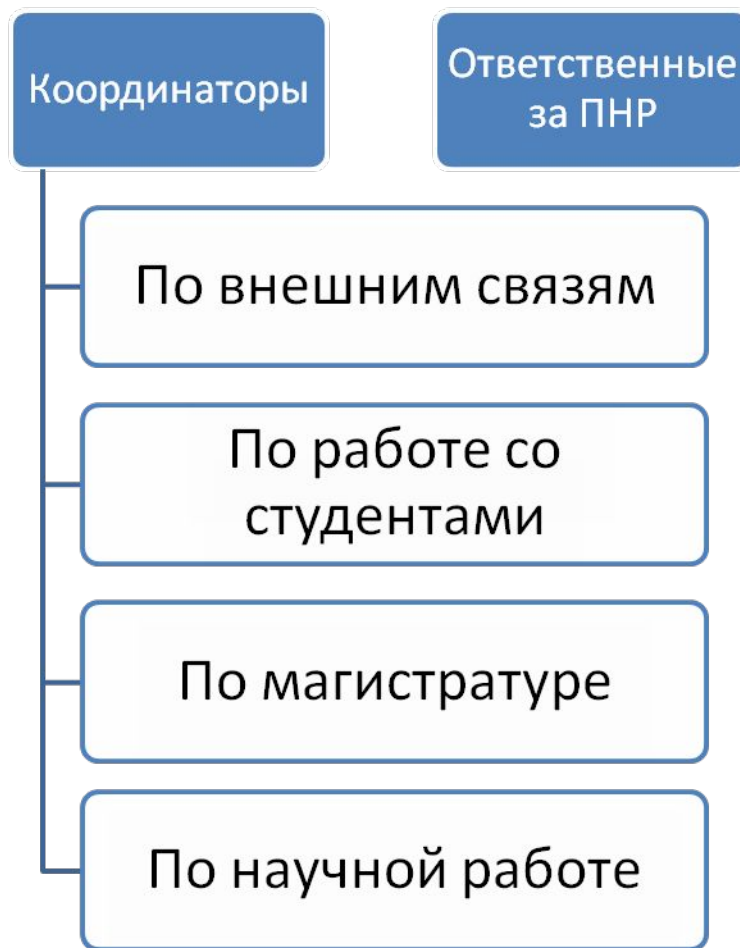 Координаторы
Ответственные
за ПНР
По внешним связям
По работе со
студентами
По магистратуре
По научной работе